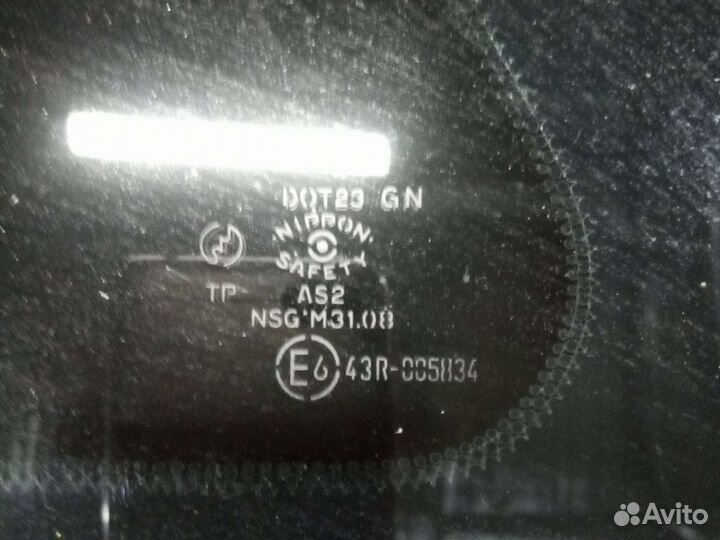 DOT23 GN
NIPPON
SAFETY
TP AS2
NSG M31.08
E6 43R-005834
Avito